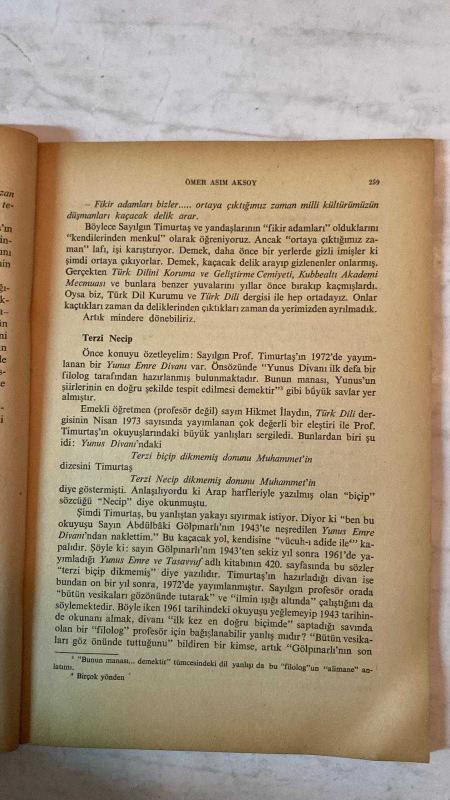 ÖMER ASIM AKSOY 259
– Fikir adamları bizler..... ortaya çıktığımız zaman milli kültürümüzün
düşmanları kaçacak delik arar.
Böylece Sayılgın Timurtaş ve yandaşlarının “fikir adamları” olduklarını
“kendilerinden menkul” olarak öğreniyoruz. Ancak “ortaya çıktığımız za-
man” lafı, işi karıştırıyor. Demek, daha önce bir yerlerde gizli imişler ki
şimdi ortaya çıkıyorlar. Demek, kaçacak delik arayıp gizlenenler onlarmış.
Gerçekten Türk Dilini Koruma ve Geliştirme Cemiyeti, Kubbealtı Akademi
Mecmuası ve bunlara benzer yuvalarını yıllar önce bırakıp kaçmışlardı.
Oysa biz, Türk Dil Kurumu ve Türk Dili dergisi ile hep ortadayız. Onlar
kaçtıkları zaman da deliklerinden çıktıkları zaman da yerimizden ayrılmadık.
Artık mindere dönebiliriz.
Terzi Necip
Önce konuyu özetleyelim: Sayılgın Prof. Timurtaş'ın 1972'de yayım-
lanan bir Yunus Emre Divanı var. Önsözünde “Yunus Divanı ilk defa bir
filolog tarafından hazırlanmış bulunmaktadır. Bunun manası, Yunus'un
şiirlerinin en doğru şekilde tespit edilmesi demektir”³ gibi büyük savlar yer
almıştır.
Emekli öğretmen (profesör değil) sayın Hikmet İlaydın, Türk Dili der-
gisinin Nisan 1973 sayısında yayımlanan çok değerli bir eleştiri ile Prof.
Timurtaş'ın okuyuşlarındaki büyük yanlışları sergiledi. Bunlardan biri şu
idi: Yunus Divanı'ndaki
Terzi biçip dikmemiş donunu Muhammet'in
dizesini Timurtaş
Terzi Necip dikmemiş donunu Muhammet'in
diye göstermişti. Anlaşılıyordu ki Arap harfleriyle yazılmış olan “biçip”
sözcüğü “Necip” diye okunmuştu.
Şimdi Timurtaş, bu yanlıştan yakayı sıyırmak istiyor. Diyor ki “ben bu
okuyuşu Sayın Abdülbâki Gölpınarlı'nın 1943'te neşredilen Yunus Emre
Divanı'ndan naklettim.” Bu kaçacak yol, kendisine “vücuh-ı adide ile⁴” ka-
palıdır. Şöyle ki: sayın Gölpınarlı'nın 1943'ten sekiz yıl sonra 1961'de ya-
yımladığı Yunus Emre ve Tasavvuf adlı kitabının 420. sayfasında bu sözler
“terzi biçip dikmemiş” diye yazılıdır. Timurtaş'ın hazırladığı divan ise
bundan on bir yıl sonra, 1972'de yayımlanmıştır. Sayılgın profesör orada
“bütün vesikaları gözönünde tutarak” ve “ilmin ışığı altında” çalıştığını da
söylemektedir. Böyle iken 1961 tarihindeki okuyuşu yeğlemeyip 1943 tarihin-
de okunanı almak, divanı “ilk kez en doğru biçimde” saptadığı savında
olan bir “filolog” profesör için bağışlanabilir yanlış mıdır? “Bütün vesika-
ları göz önünde tuttuğunu” bildiren bir kimse, artık “Gölpınarlı'nın son
³ “Bunun manası... demektir” tümcesindeki dil yanlışı da bu “filolog”un “alimane” an-
latımı.
⁴ Birçok yönden